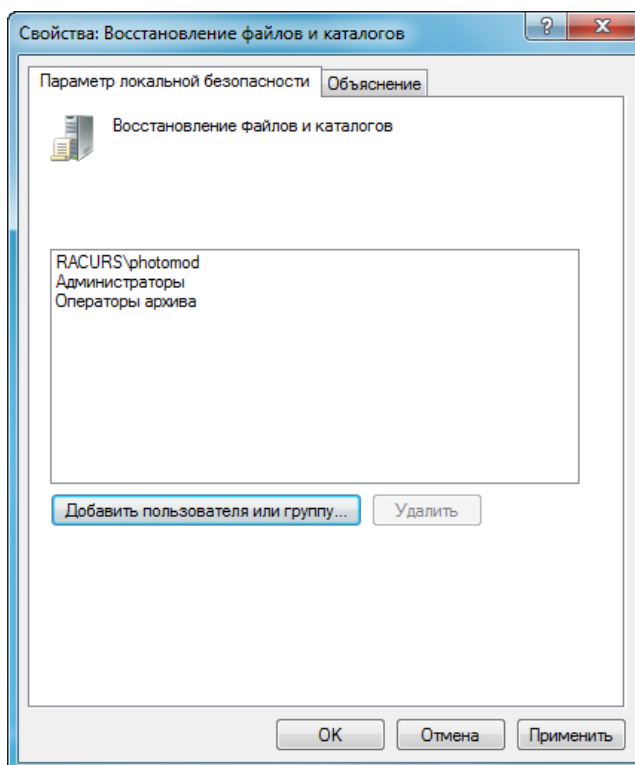 Свойства: Восстановление файлов и каталогов
Параметр локальной безопасности
Объяснение
Восстановление файлов и каталогов
RACURS\photomod
Администраторы
Операторы архива
Добавить пользователя или группу...
Удалить
ОК
Отмена
Применить